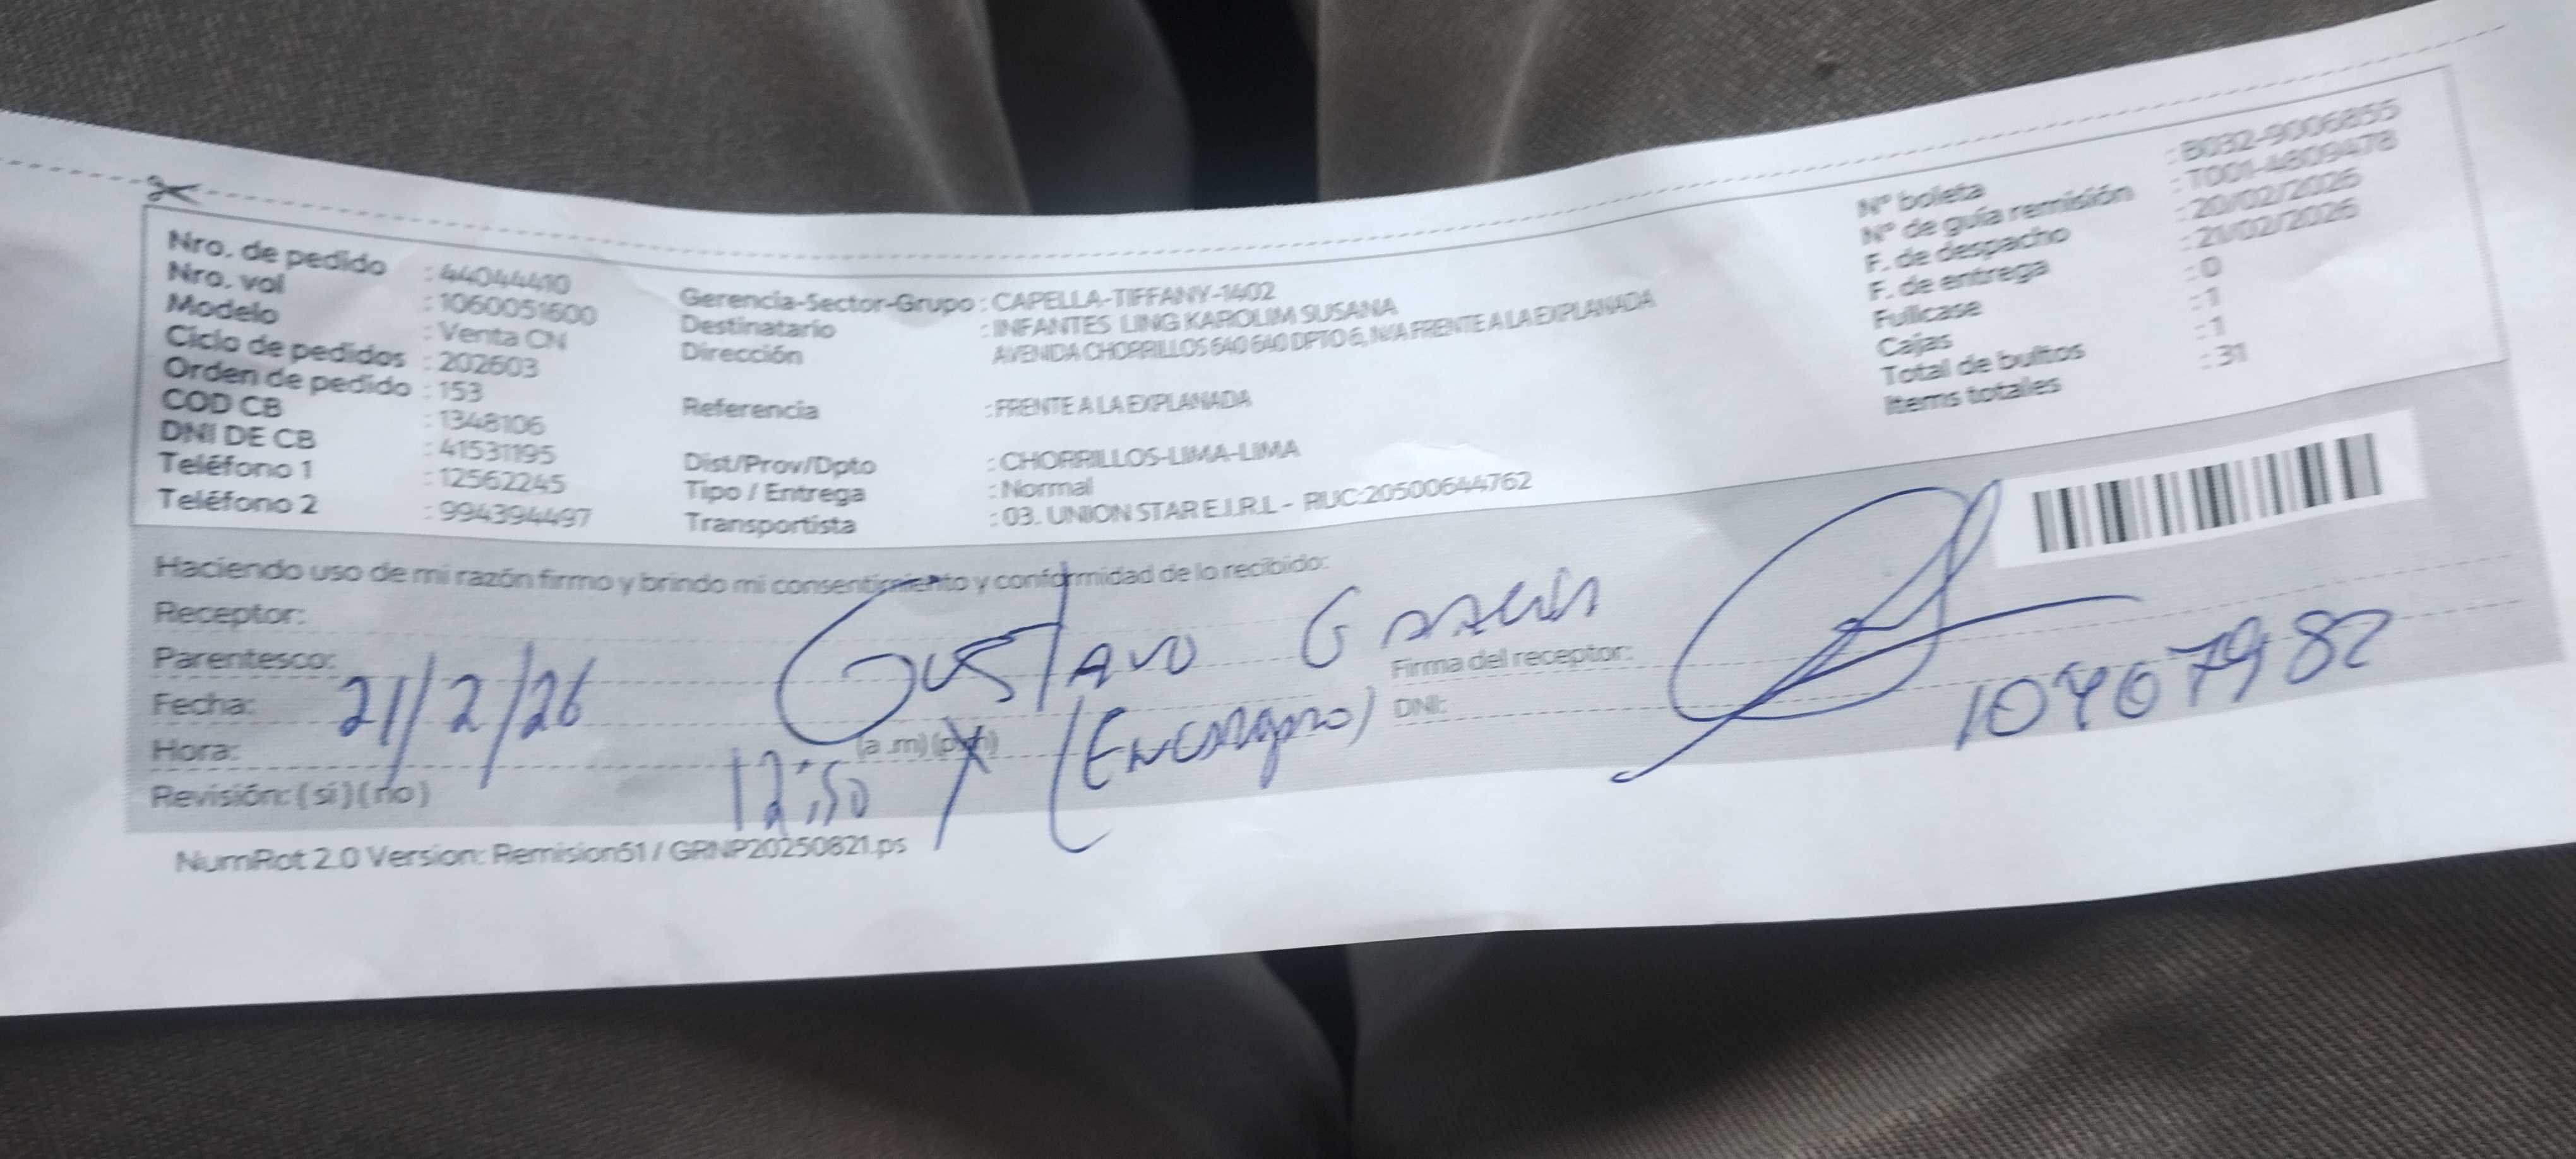 Nro. de pedido : 44044410
Nro. vol : 1060051600
Modelo : Venta CN
Ciclo de pedidos : 202603
Orden de pedido : 153
COD CB : 1348106
DNI DE CB : 41531195
Teléfono 1 : 12562245
Teléfono 2 : 994394497
Gerencia-Sector-Grupo : CAPELLA-TIFFANY-1402
Destinatario : INFANTES LING KAROLIM SUSANA
Dirección AVENIDA CHORRILLOS 640 640 DPTO 6, N/A FRENTE A LA EXPLANADA
Referencia : FRENTE A LA EXPLANADA
Dist/Prov/Dpto : CHORRILLOS-LIMA-LIMA
Tipo / Entrega : Normal
Transportista : 03. UNION STAR E.I.R.L - RUC:20500644762
N° boleta : B032-9006855
N° de guía remisión : T001-4809478
F. de despacho : 20/02/2026
F. de entrega : 21/02/2026
Fullcase : 0
Cajas : 1
Total de bultos : 1
Items totales : 31
Haciendo uso de mi razón firmo y brindo mi consentimiento y conformidad de lo recibido:
Receptor:
Gustavo
Parentesco:
Firma del receptor:
Fecha: 21/2/26
(Encargado)
DNI: 10407982
Hora: 12:50 (a.m) (p.m)
Revisión: ( si ) ( no )
NumRot 2.0 Version: Remision51 / GRNP20250821.ps